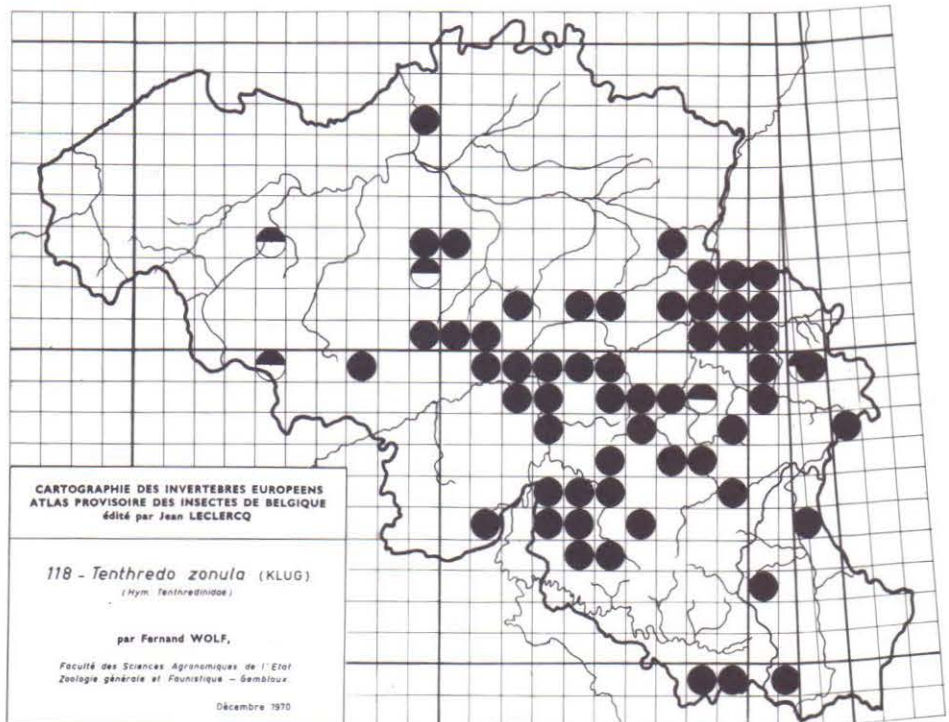 CARTOGRAPHIE DES INVERTEBRES EUROPEENS
ATLAS PROVISOIRE DES INSECTES DE BELGIQUE
édité par Jean LECLERCQ
118 - Tenthredo zonula (KLUG)
(Hym. Tenthredinidae)
par Fernand WOLF,
Faculté des Sciences Agronomiques de l'Etat
Zoologie générale et Faunistique - Gembloux.
Décembre 1970